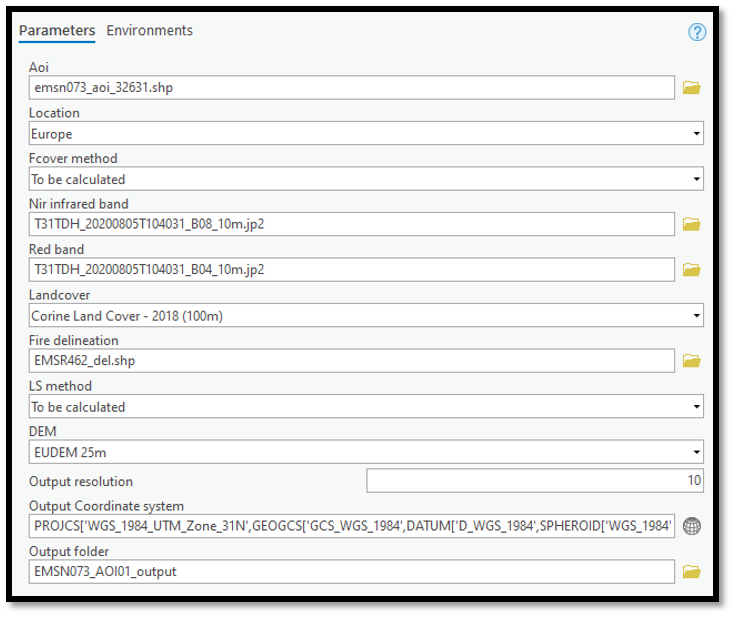 Parameters Environments ?
Aoi
emsn073_aoi_32631.shp
Location
Europe
Fcover method
To be calculated
Nir infrared band
T31TDH_20200805T104031_B08_10m.jp2
Red band
T31TDH_20200805T104031_B04_10m.jp2
Landcover
Corine Land Cover - 2018 (100m)
Fire delineation
EMSR462_del.shp
LS method
To be calculated
DEM
EUDEM 25m
Output resolution 10
Output Coordinate system
PROJCS['WGS_1984_UTM_Zone_31N',GEOGCS['GCS_WGS_1984',DATUM['D_WGS_1984',SPHEROID['WGS_1984'
Output folder
EMSN073_AOI01_output